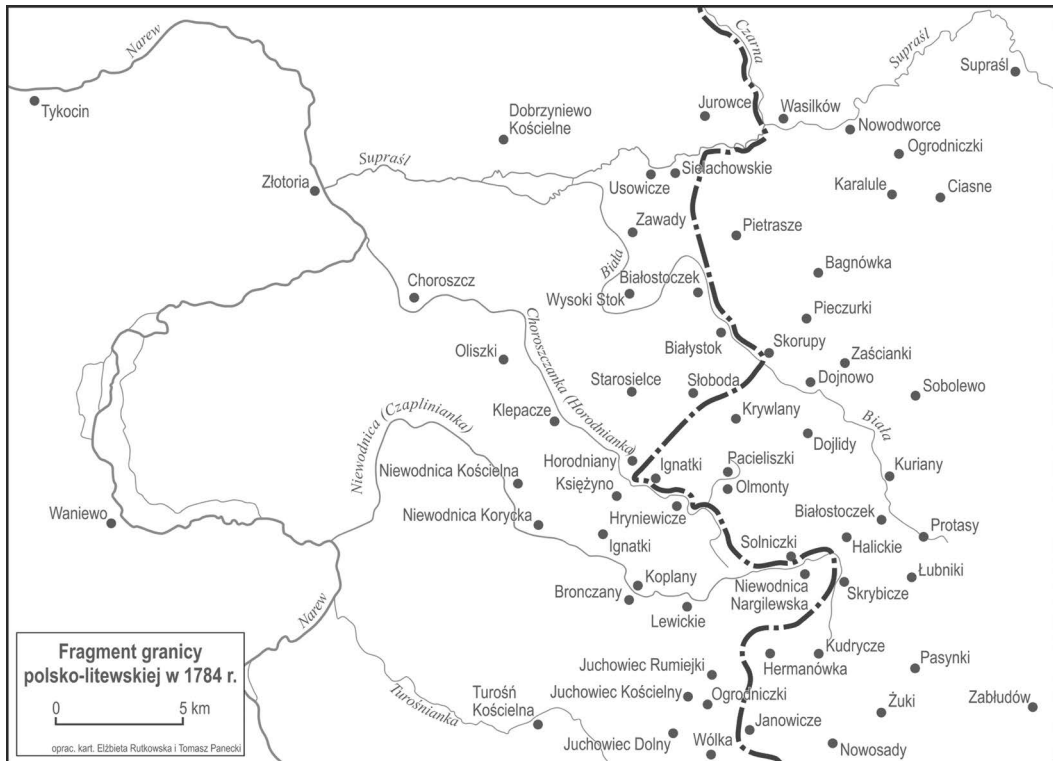 Narew
Czarna
Supraśl
Supraśl
Tykocin
Jurowce
Wasilków
Dobrzyniewo
Kościelne
Nowodworce
Ogrodniczki
Supraśl
Sielachowskie
Złotoria
Usowicze
Karalule
Ciasne
Zawady
Pietrasze
Biała
Bagnówka
Choroszcz
Białostoczek
Wysoki Stok
Pieczurki
Choroszczanka (Horodnianka)
Białystok
Skorupy
Oliszki
Zaścianki
Starosielce
Słoboda
Dojnowo
Sobolewo
Niewodnica (Czaplinianka)
Klepacze
Krywlany
Biała
Dojlidy
Horodniany
Ignatki
Pacieliszki
Niewodnica Kościelna
Księżyno
Olmonty
Kuriany
Waniewo
Niewodnica Korycka
Hryniewicze
Białostoczek
Protasy
Ignatki
Solniczki
Halickie
Koplany
Niewodnica
Nargilewska
Skrybicze
Łubniki
Bronczany
Lewickie
Narew
Fragment granicy
polsko-litewskiej w 1784 r.
0 5 km
oprac. kart. Elżbieta Rutkowska i Tomasz Panecki
Juchowiec Rumiejki
Hermanówka
Kudrycze
Pasynki
Turośnianka
Turośń
Kościelna
Juchowiec Kościelny
Ogrodniczki
Żuki
Zabłudów
Juchowiec Dolny
Wólka
Janowicze
Nowosady